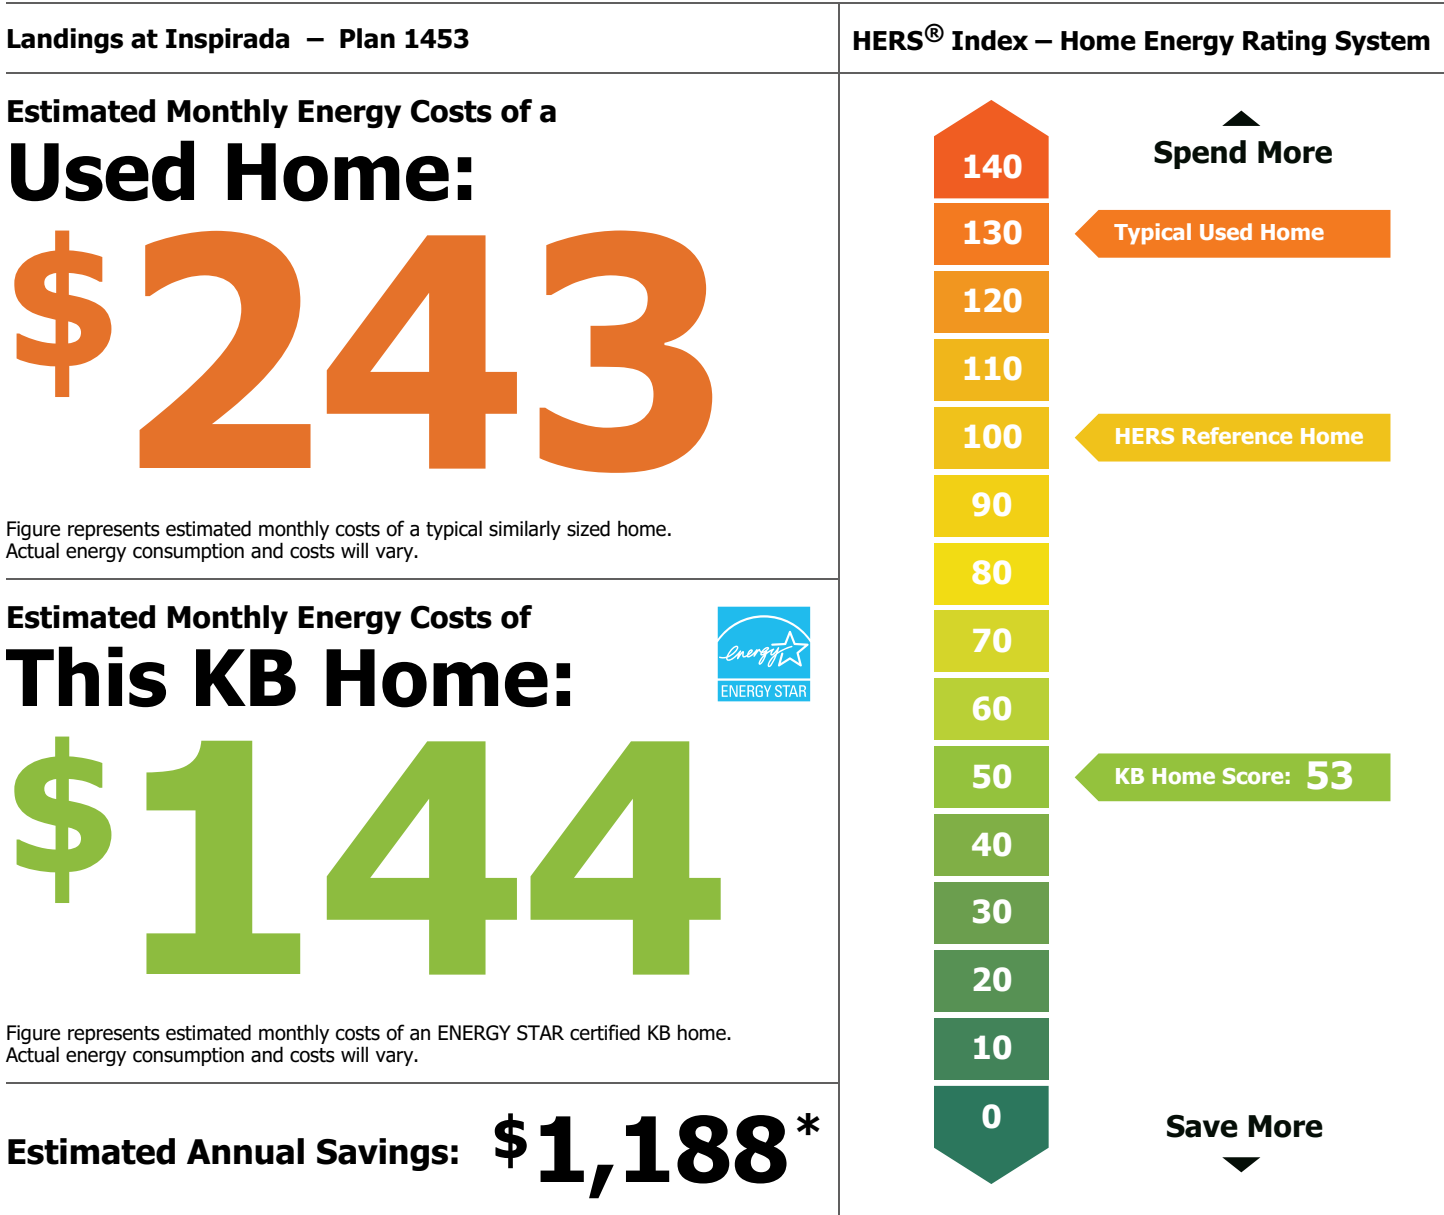 Landings at Inspirada – Plan 1453
Estimated Monthly Energy Costs of a
Used Home:
$243
Figure represents estimated monthly costs of a typical similarly sized home.
Actual energy consumption and costs will vary.
Estimated Monthly Energy Costs of
This KB Home:
energy
ENERGY STAR
$144
Figure represents estimated monthly costs of an ENERGY STAR certified KB home.
Actual energy consumption and costs will vary.
Estimated Annual Savings: $1,188*
HERS® Index – Home Energy Rating System
Spend More
140
130 Typical Used Home
120
110
100 HERS Reference Home
90
80
70
60
50 KB Home Score: 53
40
30
20
10
0
Save More